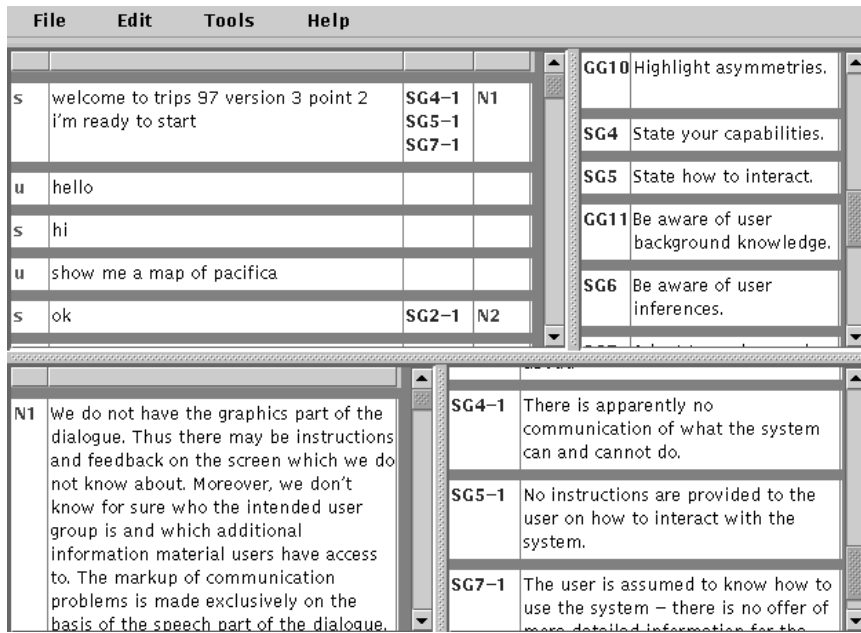 File Edit Tools Help
s welcome to trips 97 version 3 point 2 SG4-1 N1
i'm ready to start SG5-1
SG7-1
u hello
s hi
u show me a map of pacifica
s ok SG2-1 N2
GG10 Highlight asymmetries.
SG4 State your capabilities.
SG5 State how to interact.
GG11 Be aware of user
background knowledge.
SG6 Be aware of user
inferences.
N1 We do not have the graphics part of the
dialogue. Thus there may be instructions
and feedback on the screen which we do
not know about. Moreover, we don't
know for sure who the intended user
group is and which additional
information material users have access
to. The markup of communication
problems is made exclusively on the
basis of the speech part of the dialogue.
SG4-1 There is apparently no
communication of what the system
can and cannot do.
SG5-1 No instructions are provided to the
user on how to interact with the
system.
SG7-1 The user is assumed to know how to
use the system – there is no offer of
more detailed information for the